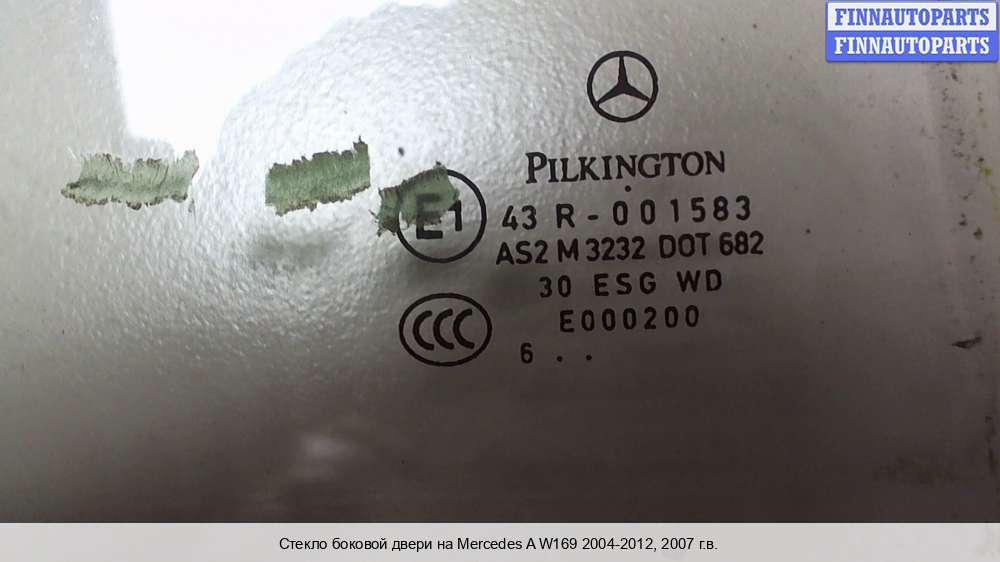 FINNAUTOPARTS
FINNAUTOPARTS
PILKINGTON
E1
43 R - 001583
AS2 M 3232 DOT 682
30 ESG WD
E000200
CCC
6 . .
Стекло боковой двери на Mercedes A W169 2004-2012, 2007 г.в.